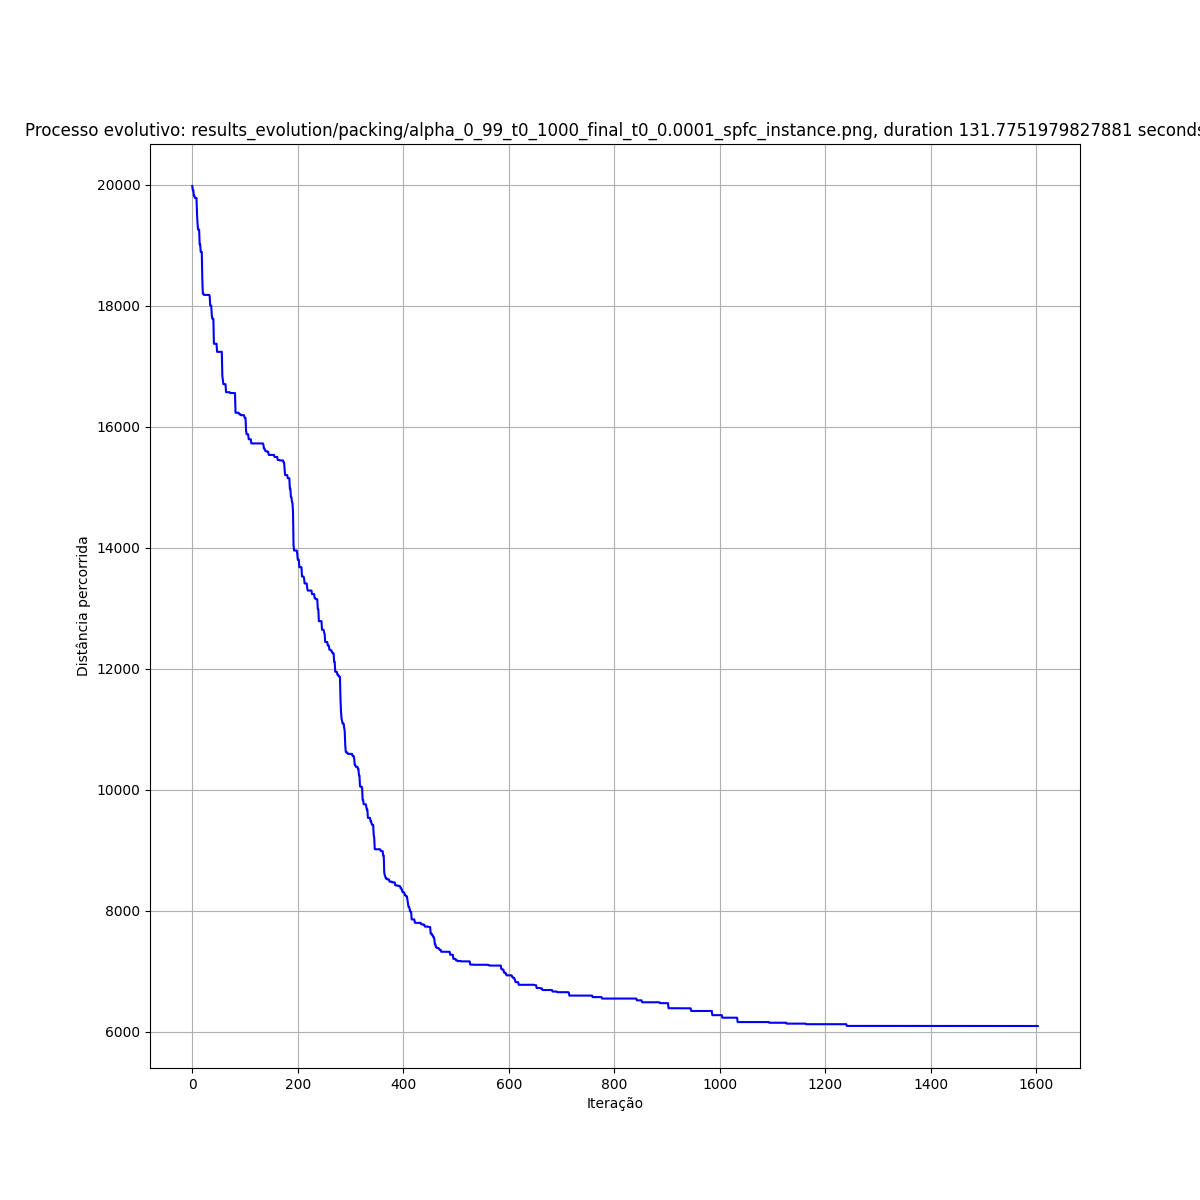 Processo evolutivo: results_evolution/packing/alpha_0_99_t0_1000_final_t0_0.0001_spfc_instance.png, duration 131.7751979827881 seconds
20000
18000
16000
14000
12000
10000
8000
6000
Distância percorrida
0 200 400 600 800 1000 1200 1400 1600
Iteração